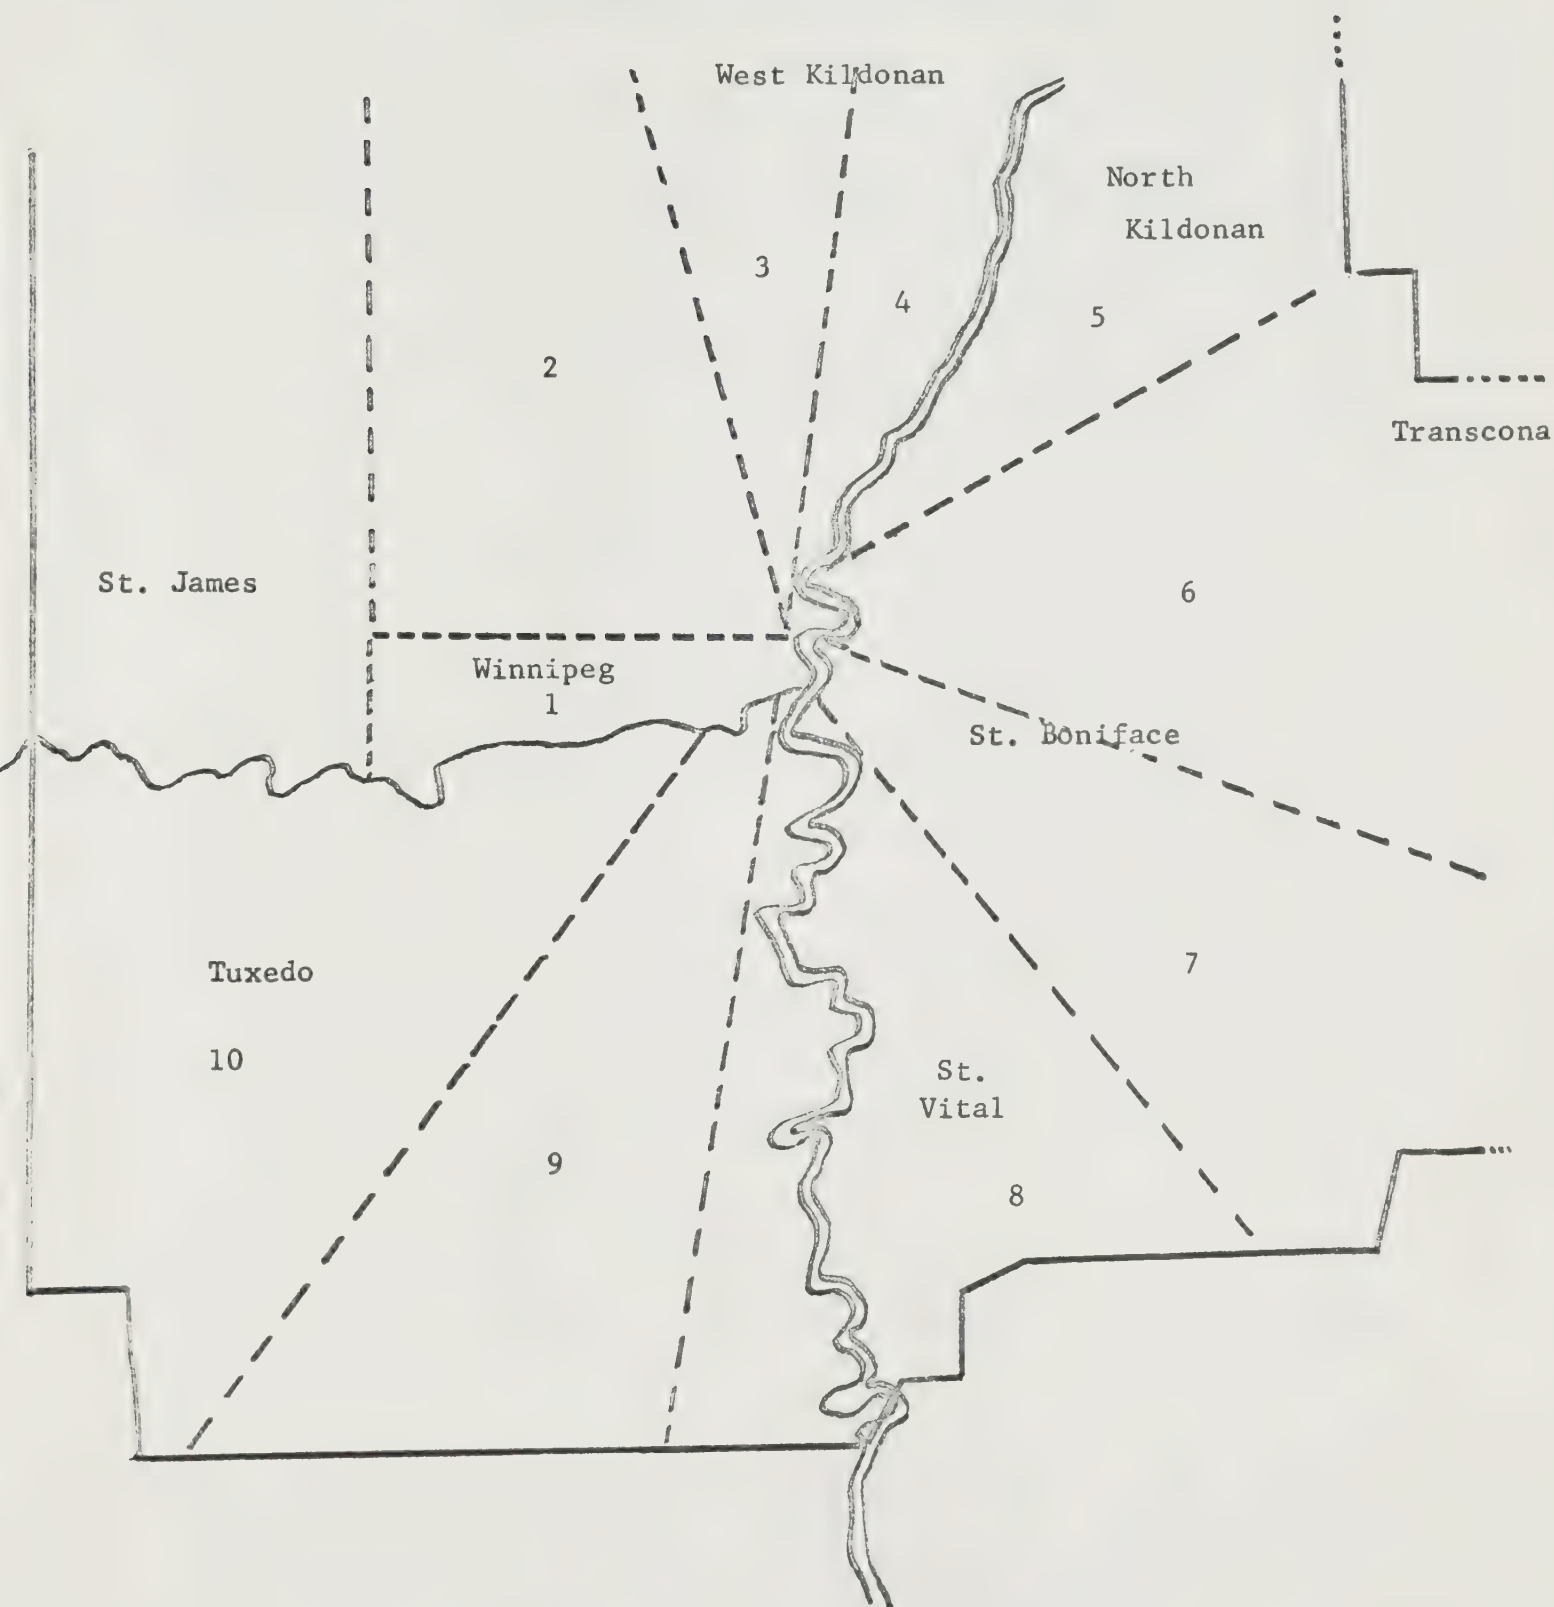 West Kildonan
North
Kildonan
3
4
5
2
Transcona
St. James
6
Winnipeg
1
St. Boniface
7
Tuxedo
10
St.
Vital
9
8